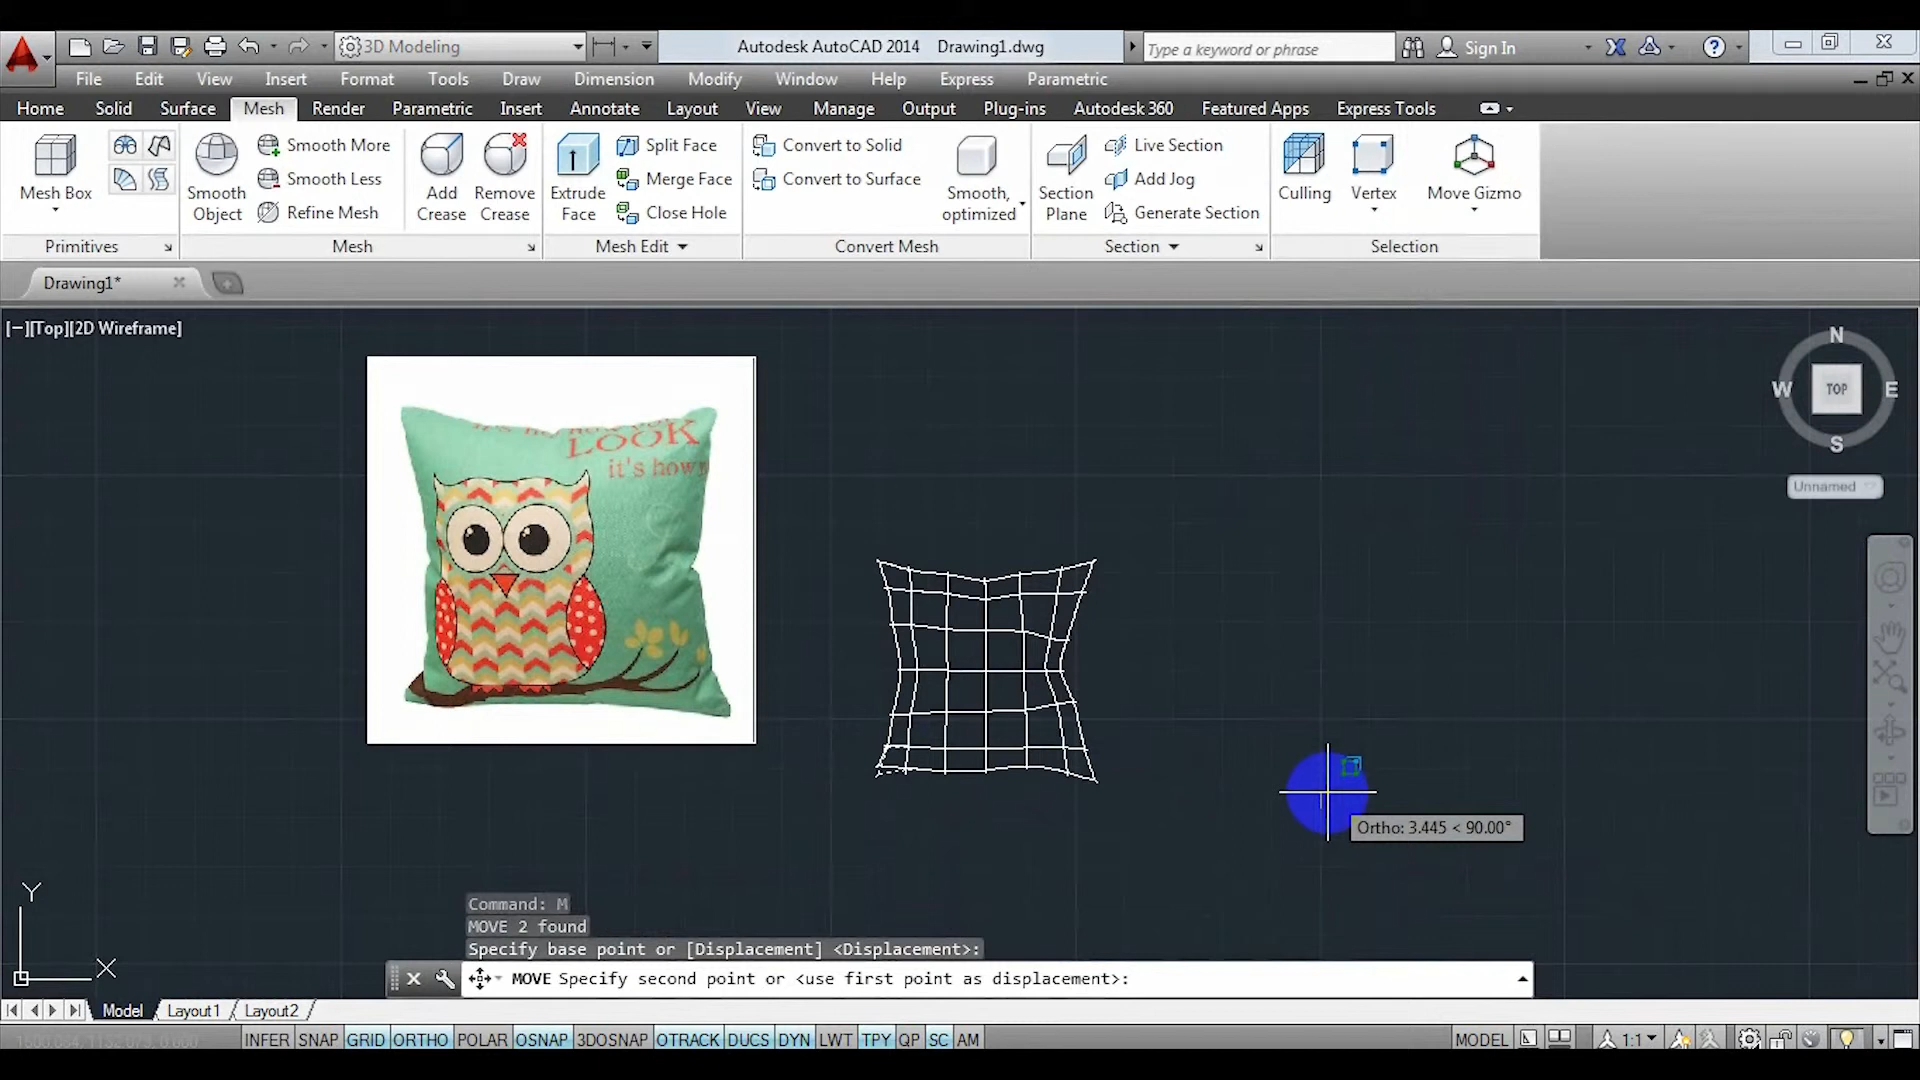 3D Modeling
Autodesk AutoCAD 2014 Drawing1.dwg
Type a keyword or phrase
Sign In
File Edit View Insert Format Tools Draw Dimension Modify Window Help Express Parametric
Home Solid Surface Mesh Render Parametric Insert Annotate Layout View Manage Output Plug-ins Autodesk 360 Featured Apps Express Tools
Mesh Box
Smooth Object
Smooth More
Smooth Less
Refine Mesh
Add Crease
Remove Crease
Extrude Face
Split Face
Merge Face
Close Hole
Convert to Solid
Convert to Surface
Smooth, optimized
Section Plane
Live Section
Add Jog
Generate Section
Culling
Vertex
Move Gizmo
Primitives Mesh Mesh Edit Convert Mesh Section Selection
Drawing1*
[−][Top][2D Wireframe]
N
W TOP E
S
Unnamed
LOOK
it's how
Ortho: 3.445 < 90.00°
Y
X
Command: M
MOVE 2 found
Specify base point or [Displacement] <Displacement>:
MOVE Specify second point or <use first point as displacement>:
Model Layout1 Layout2
INFER SNAP GRID ORTHO POLAR OSNAP 3DOSNAP OTRACK DUCS DYN LWT TPY QP SC AM
MODEL 1:1